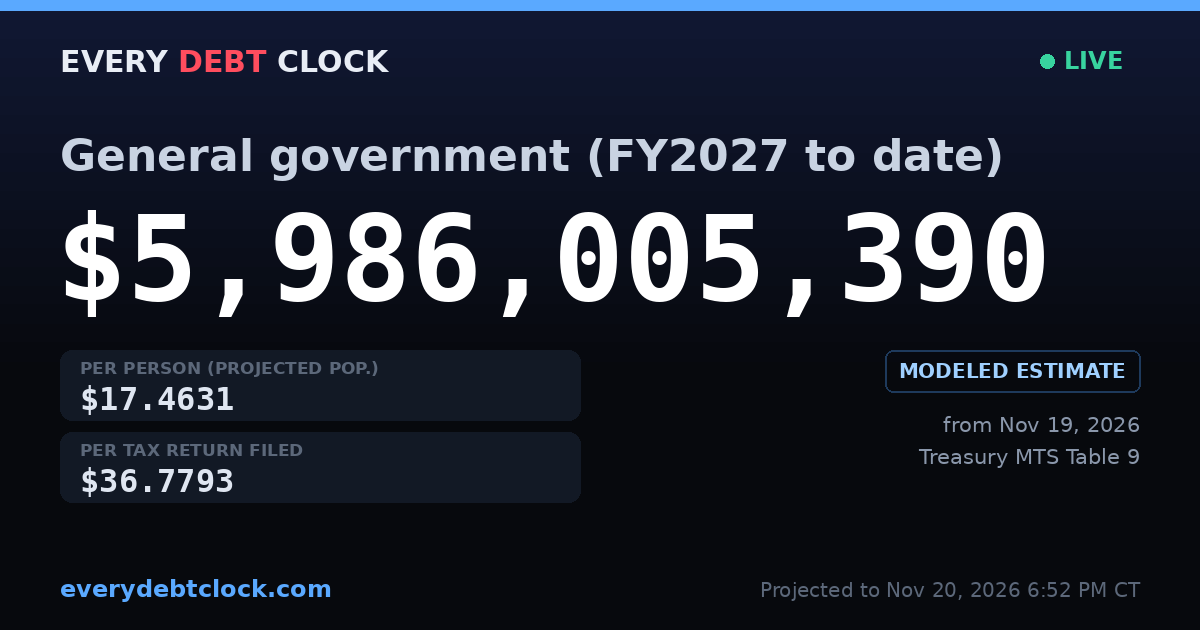 EVERY DEBT CLOCK
LIVE
General government (FY2027 to date)
$5,986,005,390
PER PERSON (PROJECTED POP.)
$17.4631
PER TAX RETURN FILED
$36.7793
MODELED ESTIMATE
from Nov 19, 2026
Treasury MTS Table 9
everydebtclock.com
Projected to Nov 20, 2026 6:52 PM CT